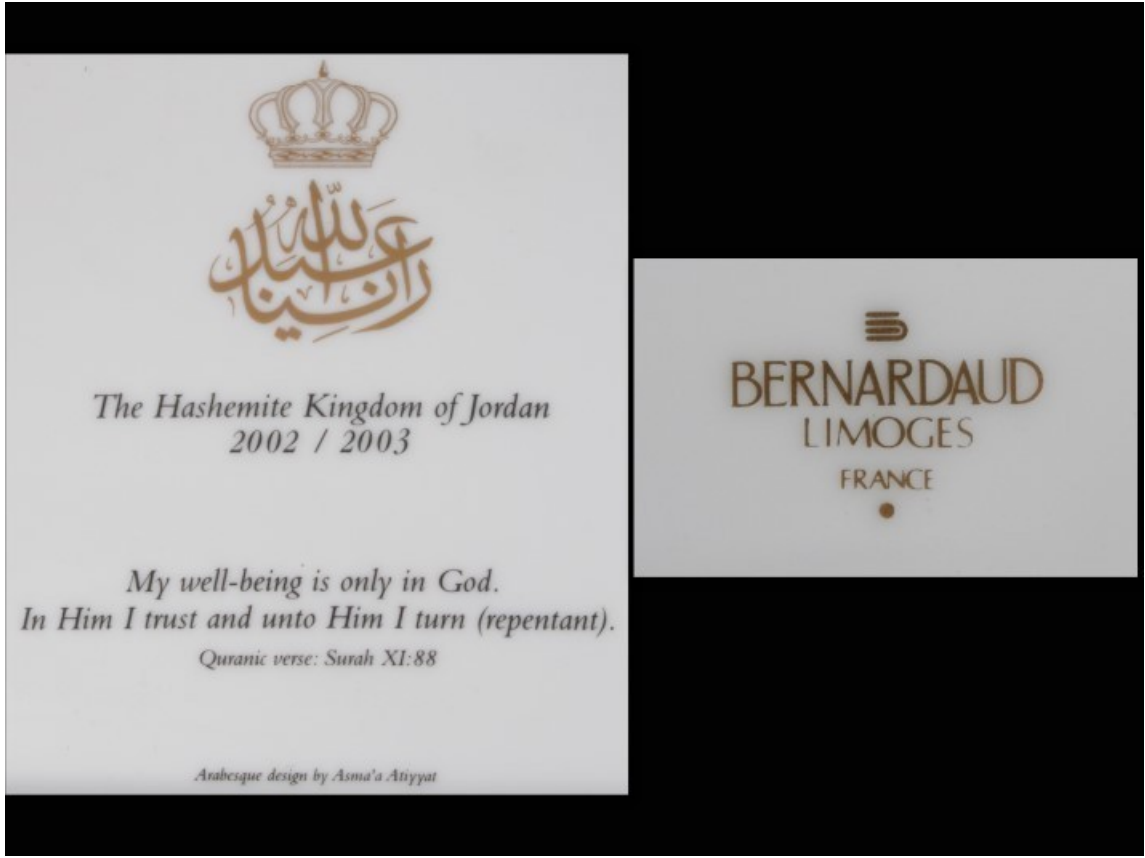 عبدالله
رانيا
The Hashemite Kingdom of Jordan
2002 / 2003
My well-being is only in God.
In Him I trust and unto Him I turn (repentant).
Quranic verse: Surah XI:88
Arabesque design by Asma'a Atiyyat
BERNARDAUD
LIMOGES
FRANCE